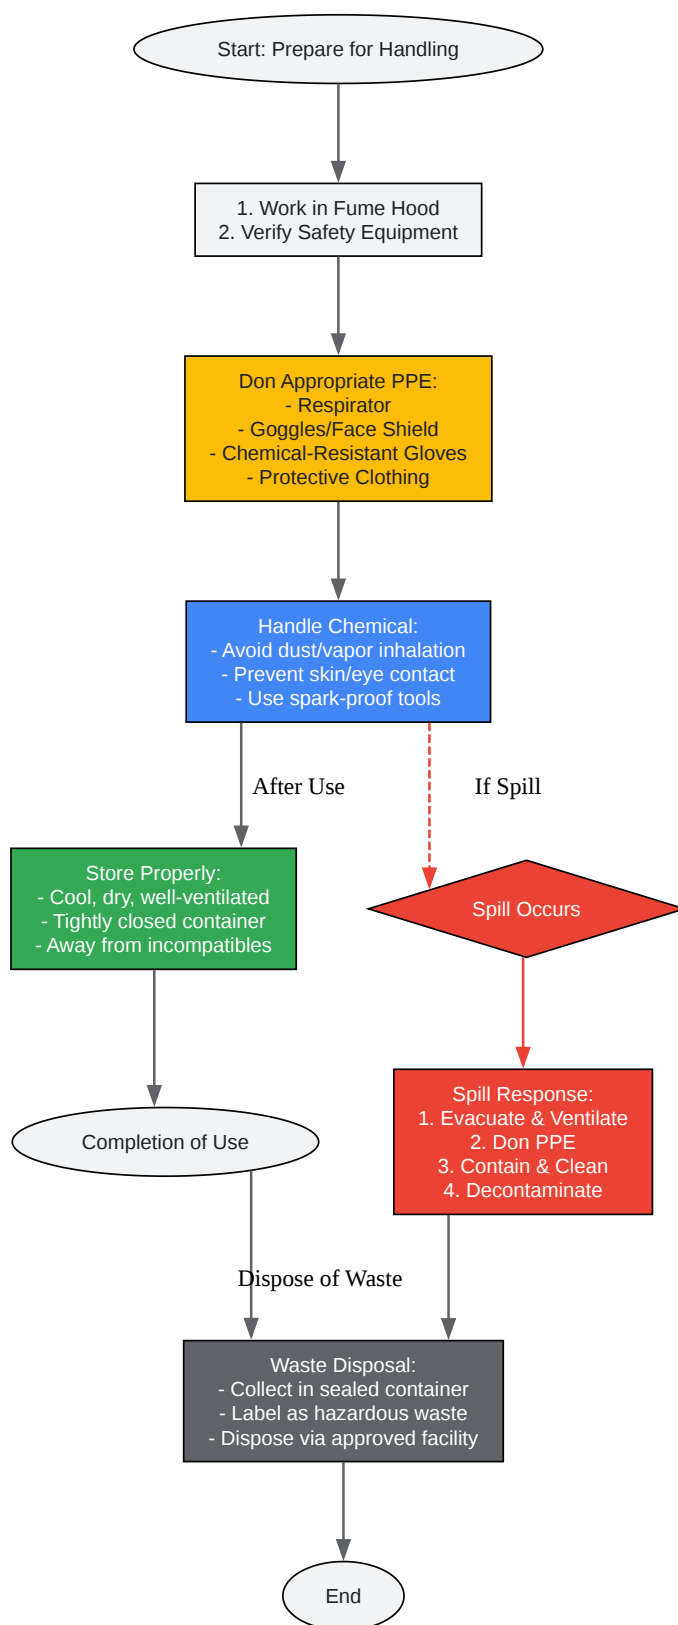 Start: Prepare for Handling
1. Work in Fume Hood
2. Verify Safety Equipment
Don Appropriate PPE:
- Respirator
- Goggles/Face Shield
- Chemical-Resistant Gloves
- Protective Clothing
Handle Chemical:
- Avoid dust/vapor inhalation
- Prevent skin/eye contact
- Use spark-proof tools
After Use
If Spill
Store Properly:
- Cool, dry, well-ventilated
- Tightly closed container
- Away from incompatibles
Spill Occurs
Spill Response:
1. Evacuate & Ventilate
2. Don PPE
3. Contain & Clean
4. Decontaminate
Completion of Use
Dispose of Waste
Waste Disposal:
- Collect in sealed container
- Label as hazardous waste
- Dispose via approved facility
End